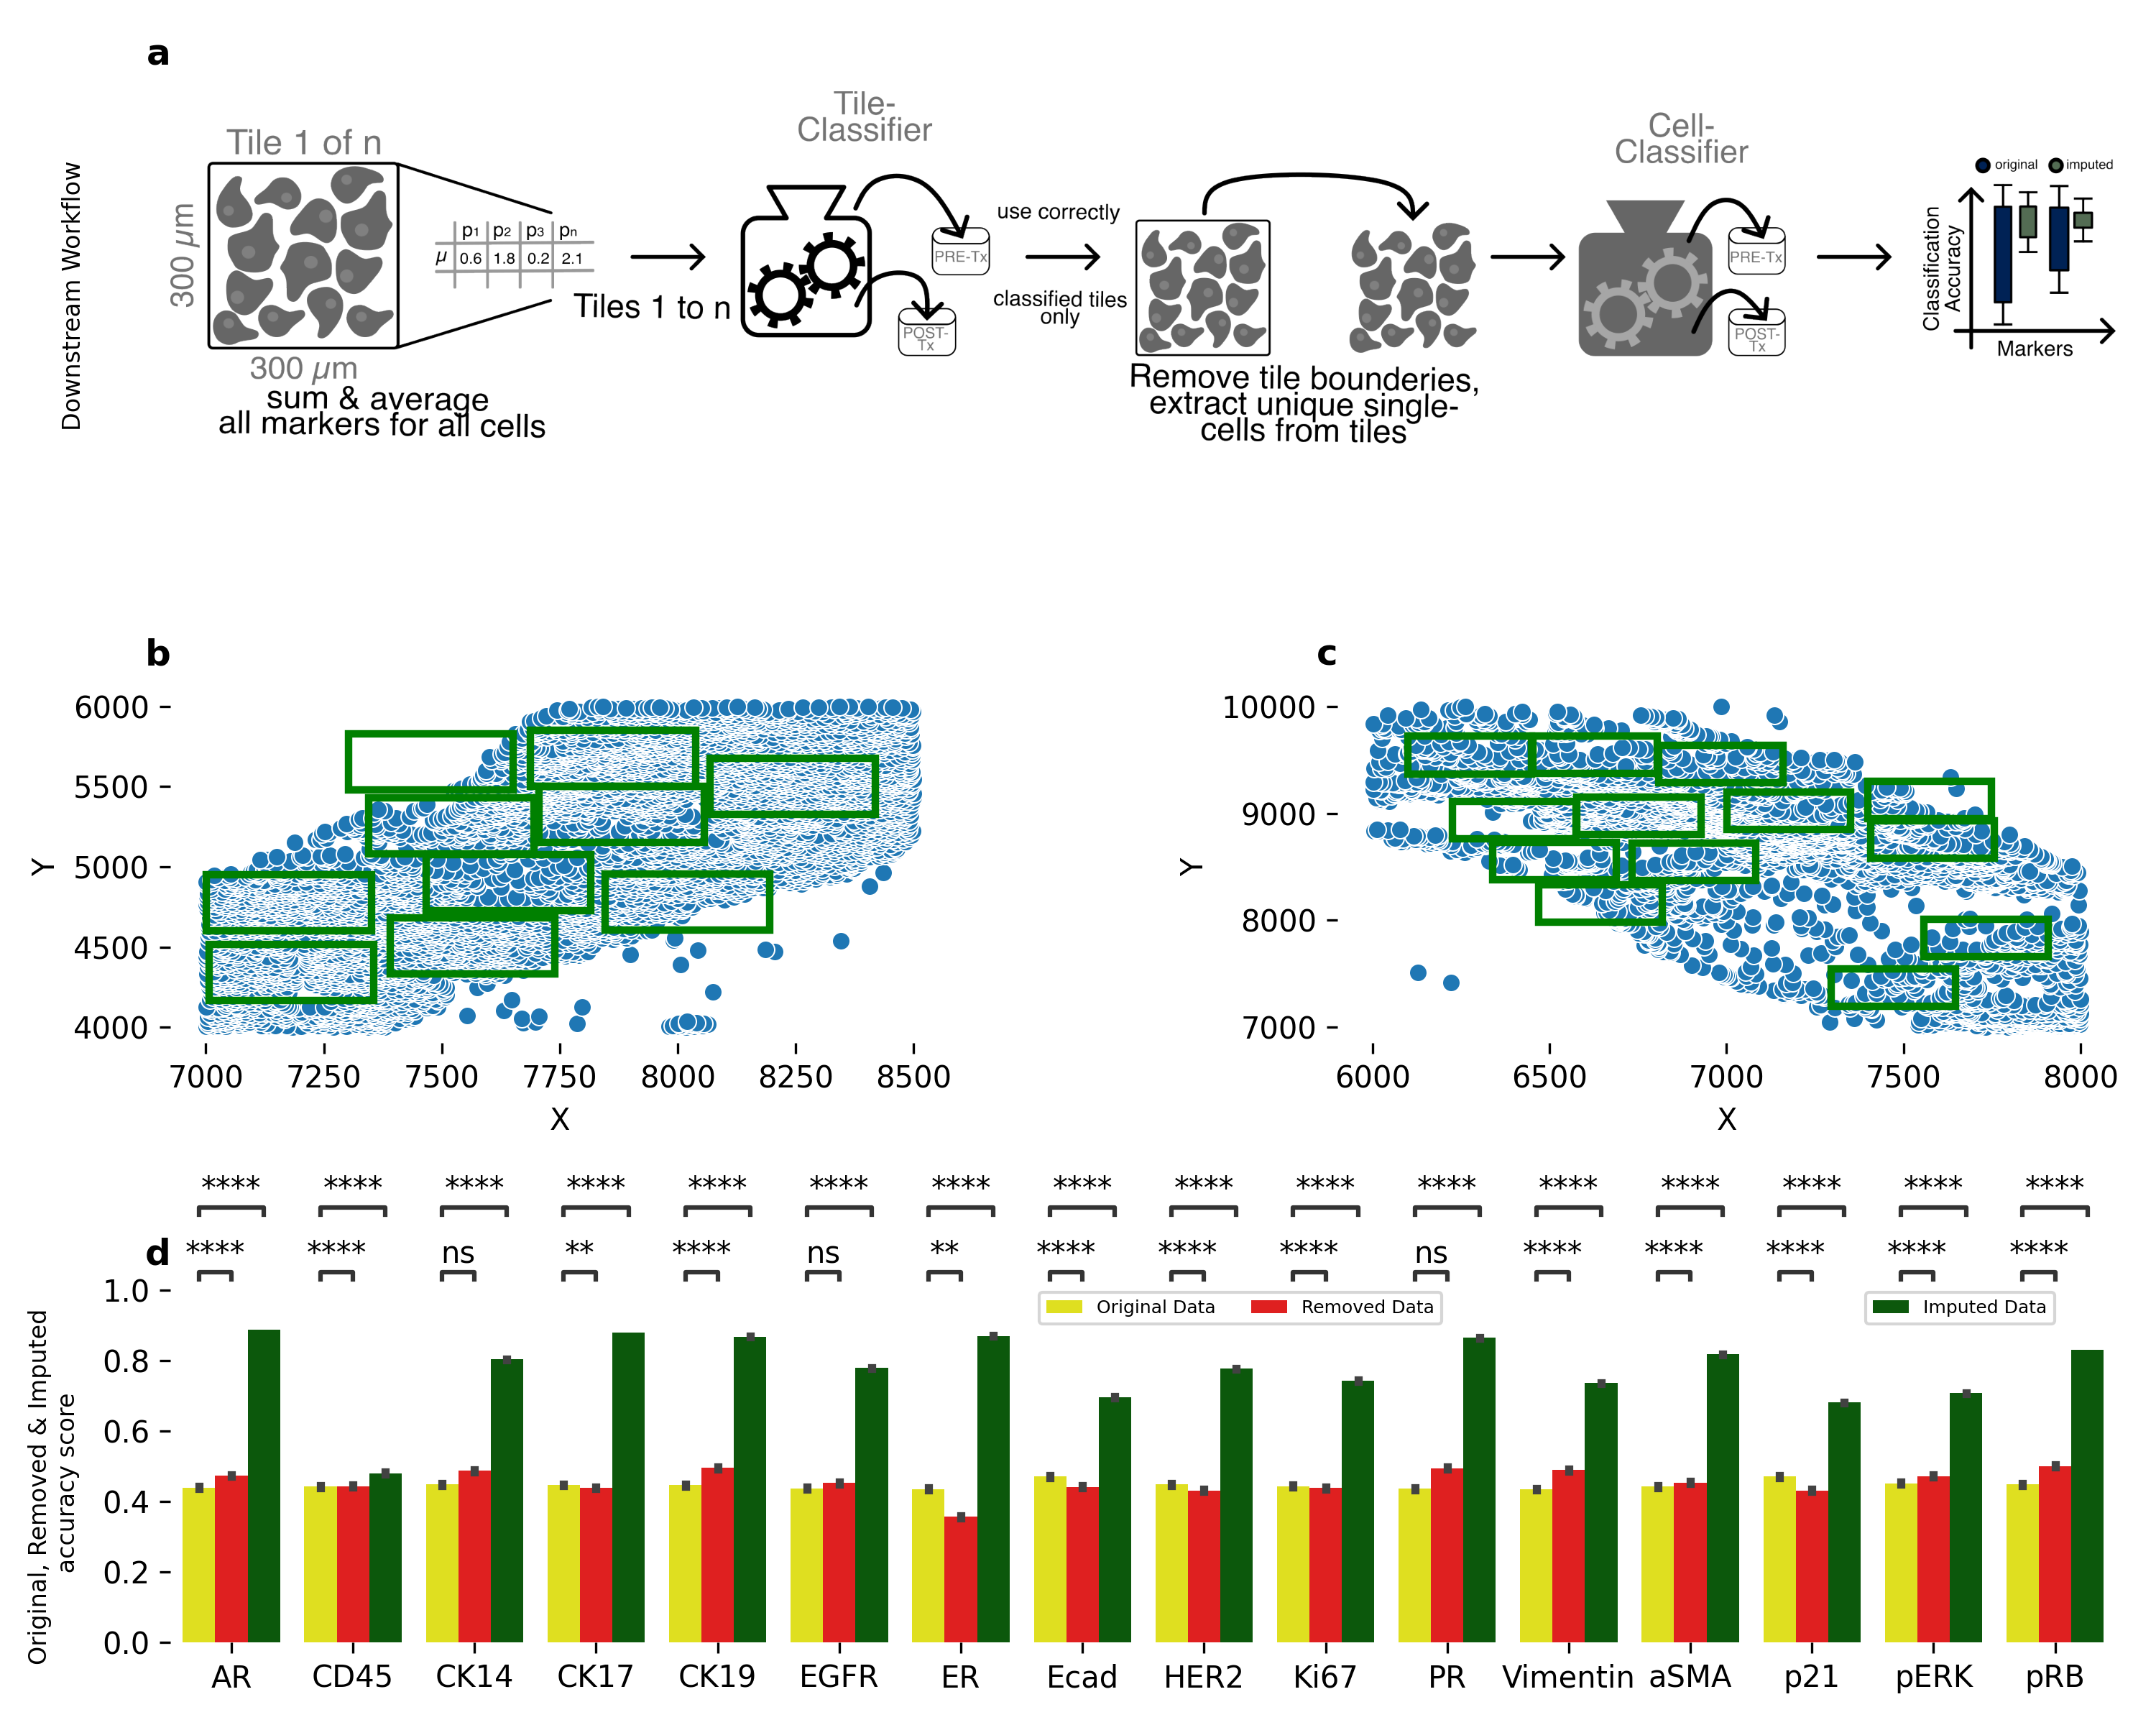 a
Downstream Workflow
Tile 1 of n
300 µm
300 µm
sum & average
all markers for all cells
p1 p2 p3 pn
µ 0.6 1.8 0.2 2.1
Tiles 1 to n
Tile-
Classifier
PRE-Tx
POST-
Tx
use correctly
classified tiles
only
Remove tile bounderies,
extract unique single-
cells from tiles
Cell-
Classifier
PRE-Tx
POST-
Tx
original imputed
Classification
Accuracy
Markers
b
6000
5500
5000
4500
4000
Y
7000 7250 7500 7750 8000 8250 8500
X
c
10000
9000
8000
7000
Y
6000 6500 7000 7500 8000
X
**** **** **** **** **** **** **** **** **** **** **** **** **** **** **** ****
d
**** **** ns ** **** ns ** **** **** **** ns **** **** **** **** ****
Original Data Removed Data Imputed Data
Original, Removed & Imputed
accuracy score
1.0
0.8
0.6
0.4
0.2
0.0
AR CD45 CK14 CK17 CK19 EGFR ER Ecad HER2 Ki67 PR Vimentin aSMA p21 pERK pRB